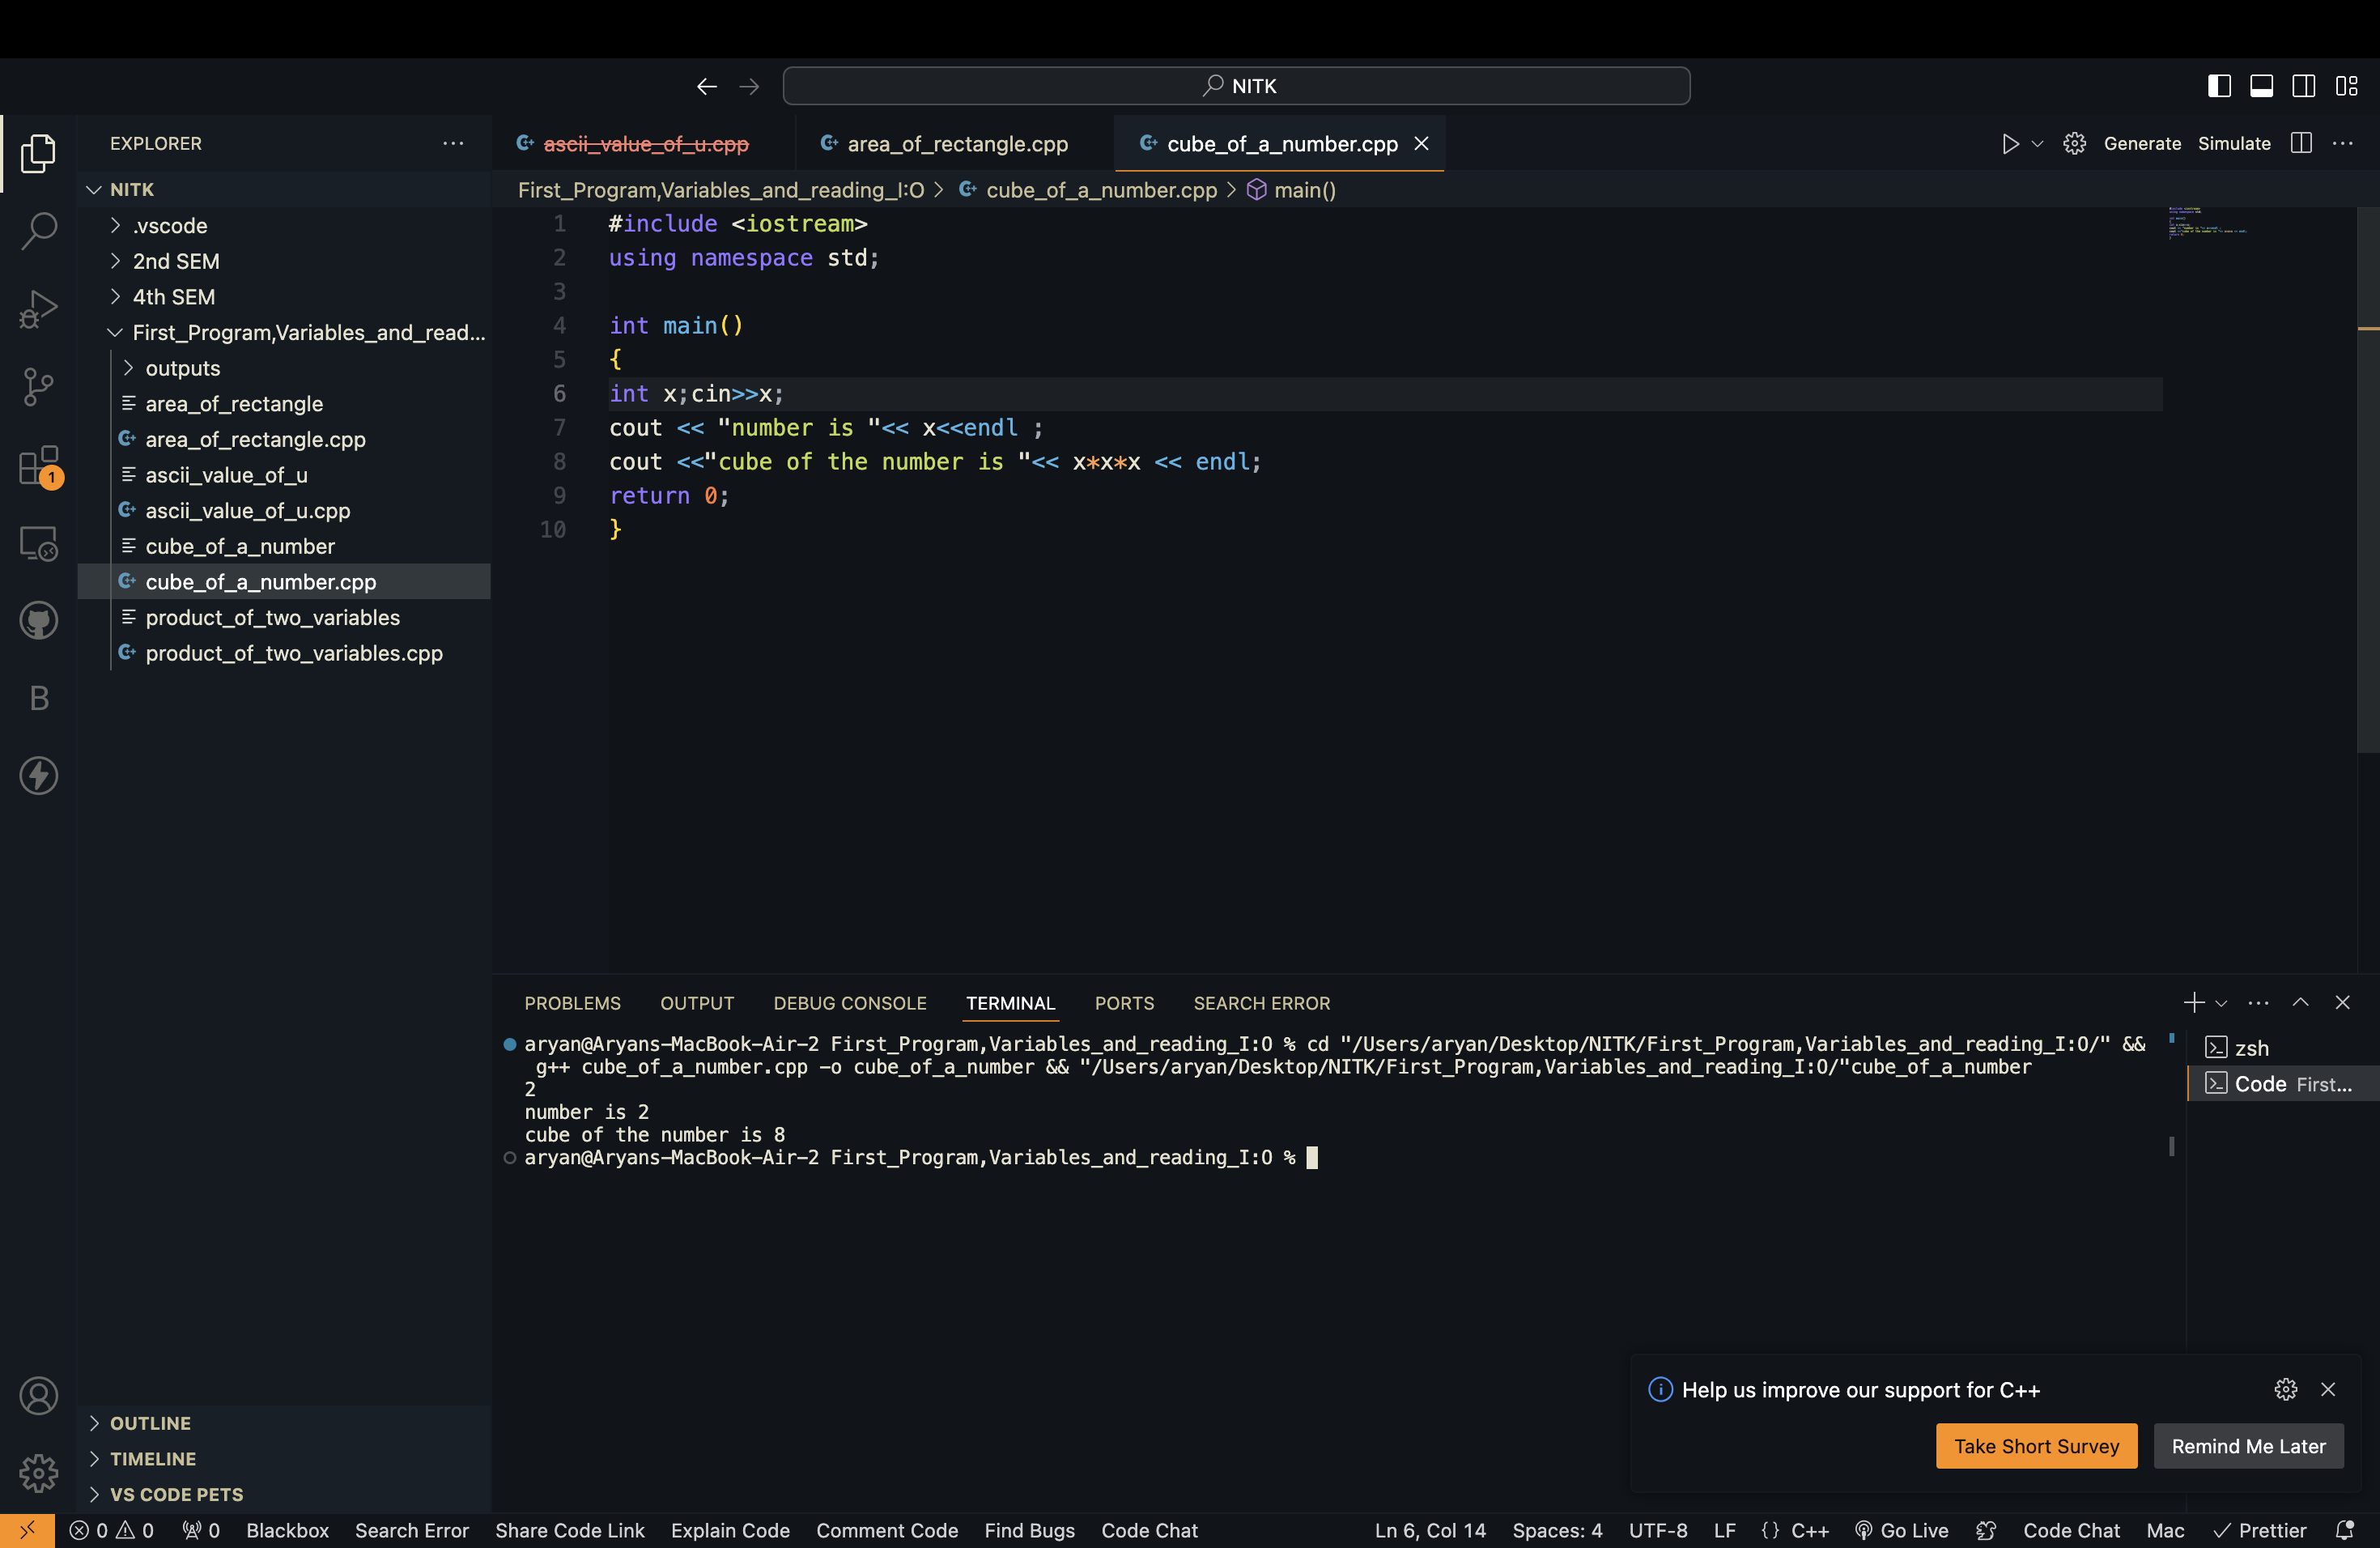 NITK
EXPLORER
ascii_value_of_u.cpp
area_of_rectangle.cpp
cube_of_a_number.cpp
Generate
Simulate
NITK
.vscode
2nd SEM
4th SEM
First_Program,Variables_and_read...
outputs
area_of_rectangle
area_of_rectangle.cpp
ascii_value_of_u
ascii_value_of_u.cpp
cube_of_a_number
cube_of_a_number.cpp
product_of_two_variables
product_of_two_variables.cpp
1
B
OUTLINE
TIMELINE
VS CODE PETS
First_Program,Variables_and_reading_I:O > cube_of_a_number.cpp > main()
1 #include <iostream>
2 using namespace std;
3
4 int main()
5 {
6 int x;cin>>x;
7 cout << "number is "<< x<<endl ;
8 cout <<"cube of the number is "<< x*x*x << endl;
9 return 0;
10 }
PROBLEMS OUTPUT DEBUG CONSOLE TERMINAL PORTS SEARCH ERROR
aryan@Aryans-MacBook-Air-2 First_Program,Variables_and_reading_I:O % cd "/Users/aryan/Desktop/NITK/First_Program,Variables_and_reading_I:O/" &&
g++ cube_of_a_number.cpp -o cube_of_a_number && "/Users/aryan/Desktop/NITK/First_Program,Variables_and_reading_I:O/"cube_of_a_number
2
number is 2
cube of the number is 8
aryan@Aryans-MacBook-Air-2 First_Program,Variables_and_reading_I:O %
zsh
Code First...
Help us improve our support for C++
Take Short Survey
Remind Me Later
0 0 0 Blackbox Search Error Share Code Link Explain Code Comment Code Find Bugs Code Chat Ln 6, Col 14 Spaces: 4 UTF-8 LF {} C++ Go Live Code Chat Mac Prettier